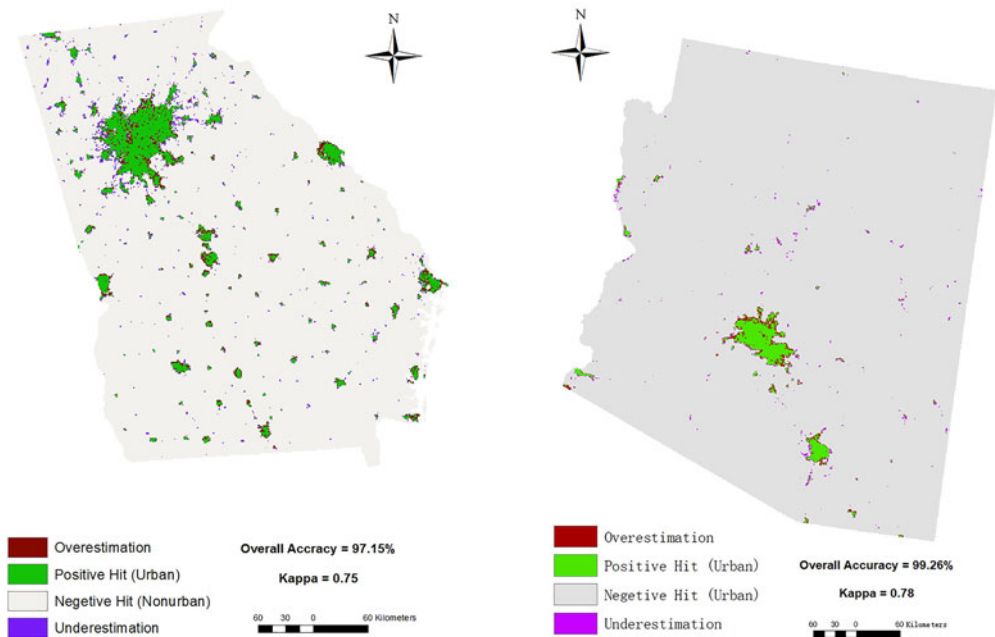 N
N
Overestimation
Positive Hit (Urban)
Negetive Hit (Nonurban)
Underestimation
Overall Accracy = 97.15%
Kappa = 0.75
60 30 0 60 Kilometers
Overestimation
Positive Hit (Urban)
Negetive Hit (Urban)
Underestimation
Overall Accuracy = 99.26%
Kappa = 0.78
60 30 0 60 Kilometers